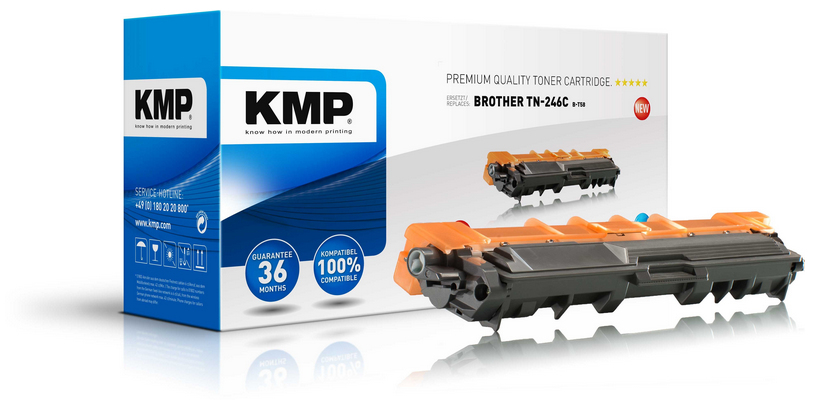 KMP®
know how in modern printing
SERVICE-HOTLINE:
+49 (0) 180 20 20 800*
www.kmp.com
KMP®
know how in modern printing
PREMIUM QUALITY TONER CARTRIDGE.
ERSETZT/
REPLACES:
BROTHER TN-246C B-T58
NEW
GUARANTEE
36
MONTHS
KOMPATIBEL
100%
COMPATIBLE